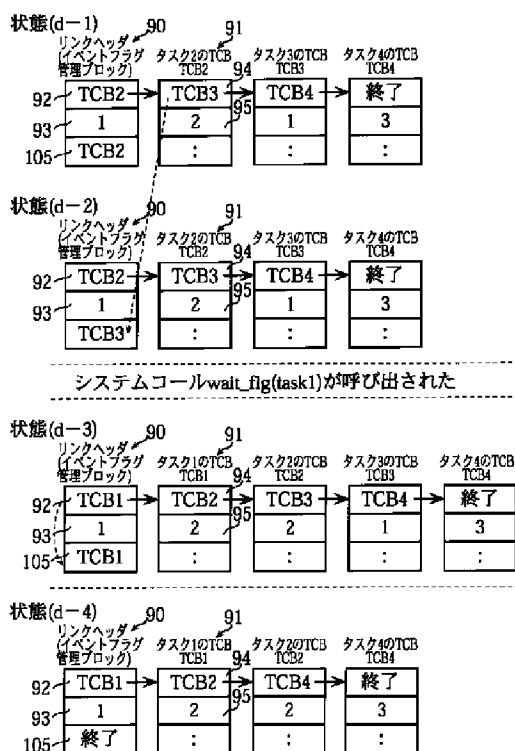 状態(d-1)
90
91
リンクヘッダ
(イベントフラグ
管理ブロック)
タスク2のTCB
TCB2
94
タスク3のTCB
TCB3
タスク4のTCB
TCB4
92
TCB2
TCB3
TCB4
終了
93
1
2
95
1
3
105
TCB2
:
:
:
状態(d-2)
90
91
リンクヘッダ
(イベントフラグ
管理ブロック)
タスク2のTCB
TCB2
94
タスク3のTCB
TCB3
タスク4のTCB
TCB4
92
TCB2
TCB3
TCB4
終了
93
1
2
95
1
3
TCB3
:
:
:
システムコールwait_flg(task1)が呼び出された
状態(d-3)
90
91
リンクヘッダ
(イベントフラグ
管理ブロック)
タスク1のTCB
TCB1
94
タスク2のTCB
TCB2
タスク3のTCB
TCB3
タスク4のTCB
TCB4
92
TCB1
TCB2
TCB3
TCB4
終了
93
1
2
95
2
1
3
105
TCB1
:
:
:
:
状態(d-4)
90
91
リンクヘッダ
(イベントフラグ
管理ブロック)
タスク1のTCB
TCB1
94
タスク2のTCB
TCB2
タスク4のTCB
TCB4
92
TCB1
TCB2
TCB4
終了
93
1
2
95
2
3
105
終了
:
:
: